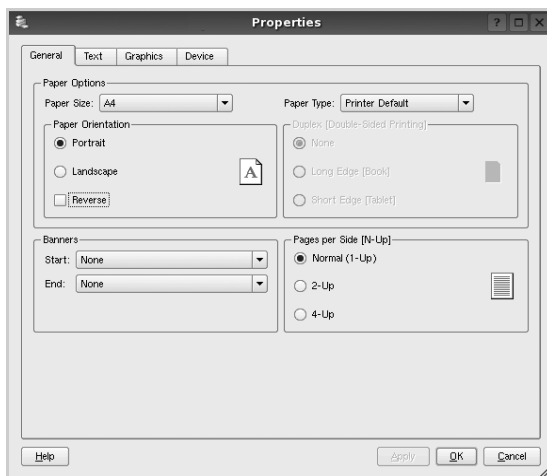 Properties
General Text Graphics Device
Paper Options
Paper Size: A4
Paper Type: Printer Default
Paper Orientation
Portrait
Landscape
Reverse
A
Duplex [Double-Sided Printing]
None
Long Edge [Book]
Short Edge [Tablet]
Banners
Start: None
End: None
Pages per Side [N-Up]
Normal (1-Up)
2-Up
4-Up
Help Apply OK Cancel